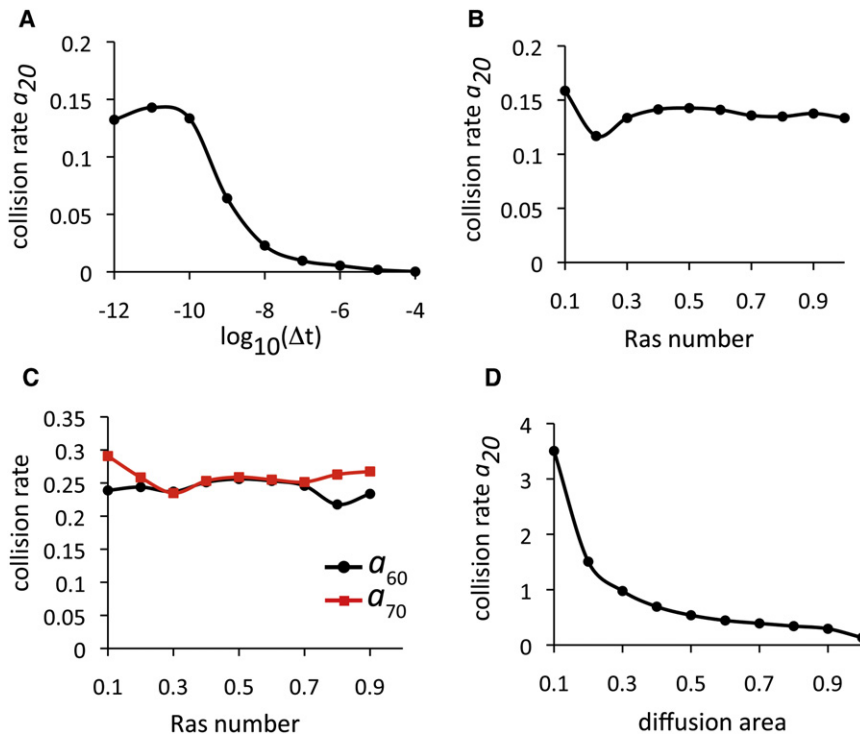 A
collision rate a20
0.2
0.15
0.1
0.05
0
-12 -10 -8 -6 -4
log10(Δt)
B
collision rate a20
0.2
0.15
0.1
0.05
0
0.1 0.3 0.5 0.7 0.9
Ras number
C
collision rate
0.35
0.3
0.25
0.2
0.15
0.1
0.05
0
a60
a70
0.1 0.3 0.5 0.7 0.9
Ras number
D
collision rate a20
4
3
2
1
0
0.1 0.3 0.5 0.7 0.9
diffusion area